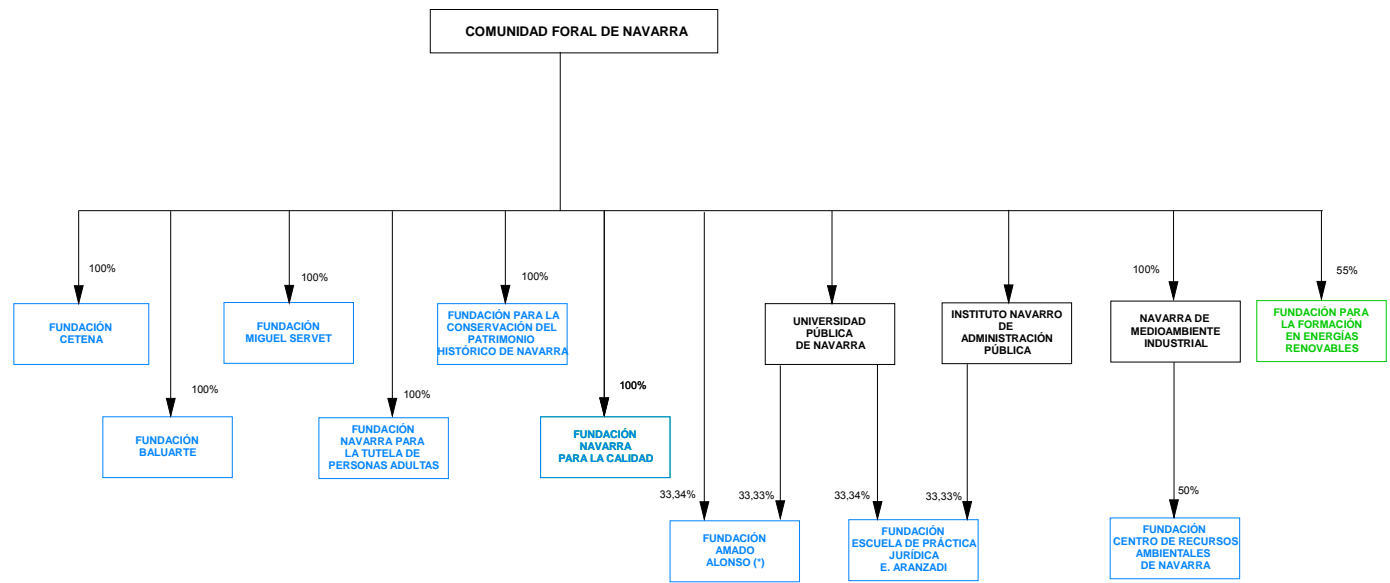 COMUNIDAD FORAL DE NAVARRA
100%
FUNDACIÓN
CETENA
100%
FUNDACIÓN
BALUARTE
100%
FUNDACIÓN
MIGUEL SERVET
100%
FUNDACIÓN
NAVARRA PARA
LA TUTELA DE
PERSONAS ADULTAS
100%
FUNDACIÓN PARA LA
CONSERVACIÓN DEL
PATRIMONIO
HISTÓRICO DE NAVARRA
100%
FUNDACIÓN
NAVARRA
PARA LA CALIDAD
UNIVERSIDAD
PÚBLICA
DE NAVARRA
INSTITUTO NAVARRO
DE
ADMINISTRACIÓN
PÚBLICA
100%
NAVARRA DE
MEDIOAMBIENTE
INDUSTRIAL
55%
FUNDACIÓN PARA
LA FORMACIÓN
EN ENERGÍAS
RENOVABLES
33,34%
33,33%
FUNDACIÓN
AMADO
ALONSO (*)
33,34%
33,33%
FUNDACIÓN
ESCUELA DE PRÁCTICA
JURÍDICA
E. ARANZADI
50%
FUNDACIÓN
CENTRO DE RECURSOS
AMBIENTALES
DE NAVARRA